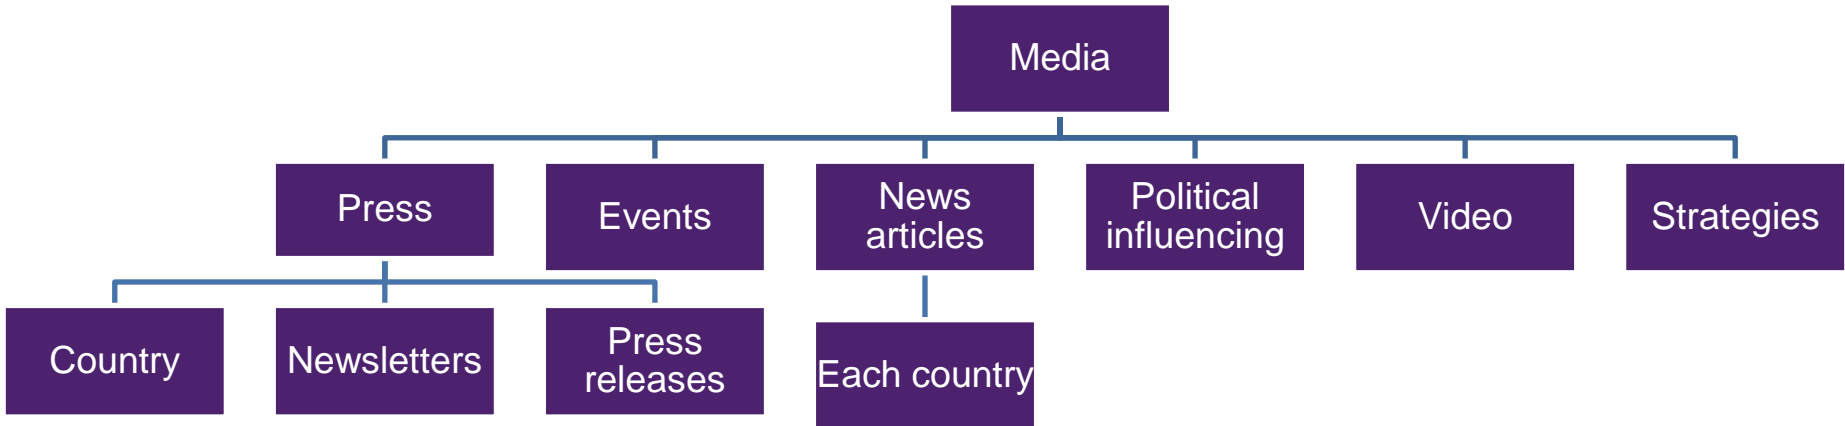 Media
Press
Events
News
articles
Political
influencing
Video
Strategies
Country
Newsletters
Press
releases
Each country